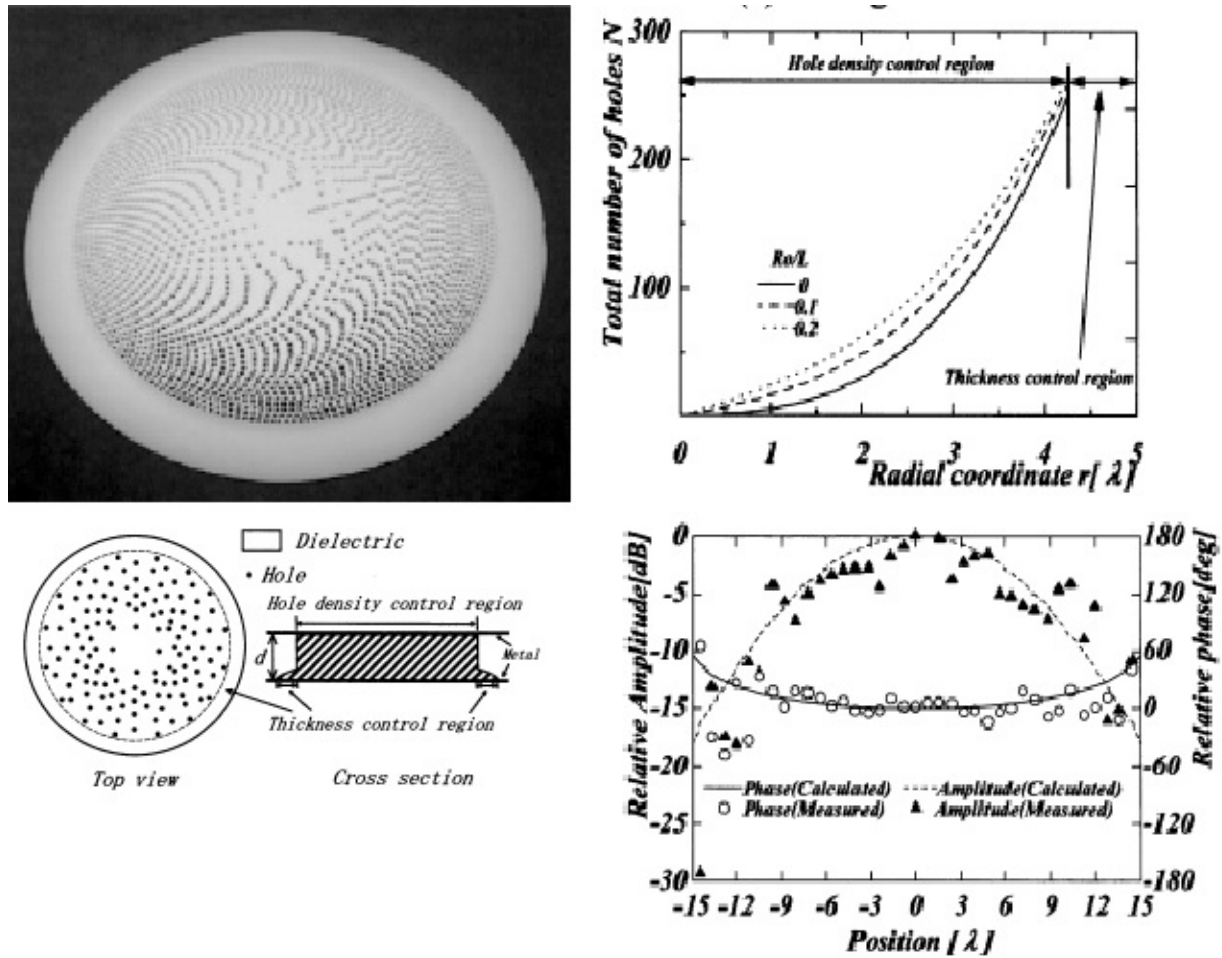 300
200
100
Total number of holes N
Hole density control region
Ro/L
0
0.1
0.2
Thickness control region
0 1 2 3 4 5
Radial coordinate r[ λ]
Dielectric
Hole
Hole density control region
d
Metal
Thickness control region
Top view
Cross section
0
-5
-10
-15
-20
-25
-30
Relative Amplitude[dB]
180
120
60
0
-60
-120
-180
Relative phase[deg]
Phase(Calculated) Amplitude(Calculated)
Phase(Measured) Amplitude(Measured)
-15 -12 -9 -6 -3 0 3 6 9 12 15
Position [ λ]